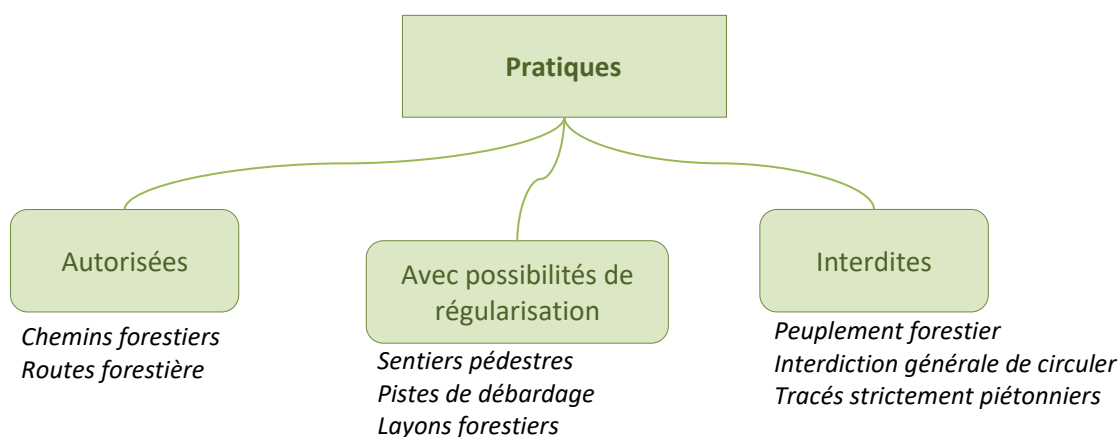 Pratiques
Autorisées
Chemins forestiers
Routes forestière
Avec possibilités de
régularisation
Sentiers pédestres
Pistes de débardage
Layons forestiers
Interdites
Peuplement forestier
Interdiction générale de circuler
Tracés strictement piétonniers